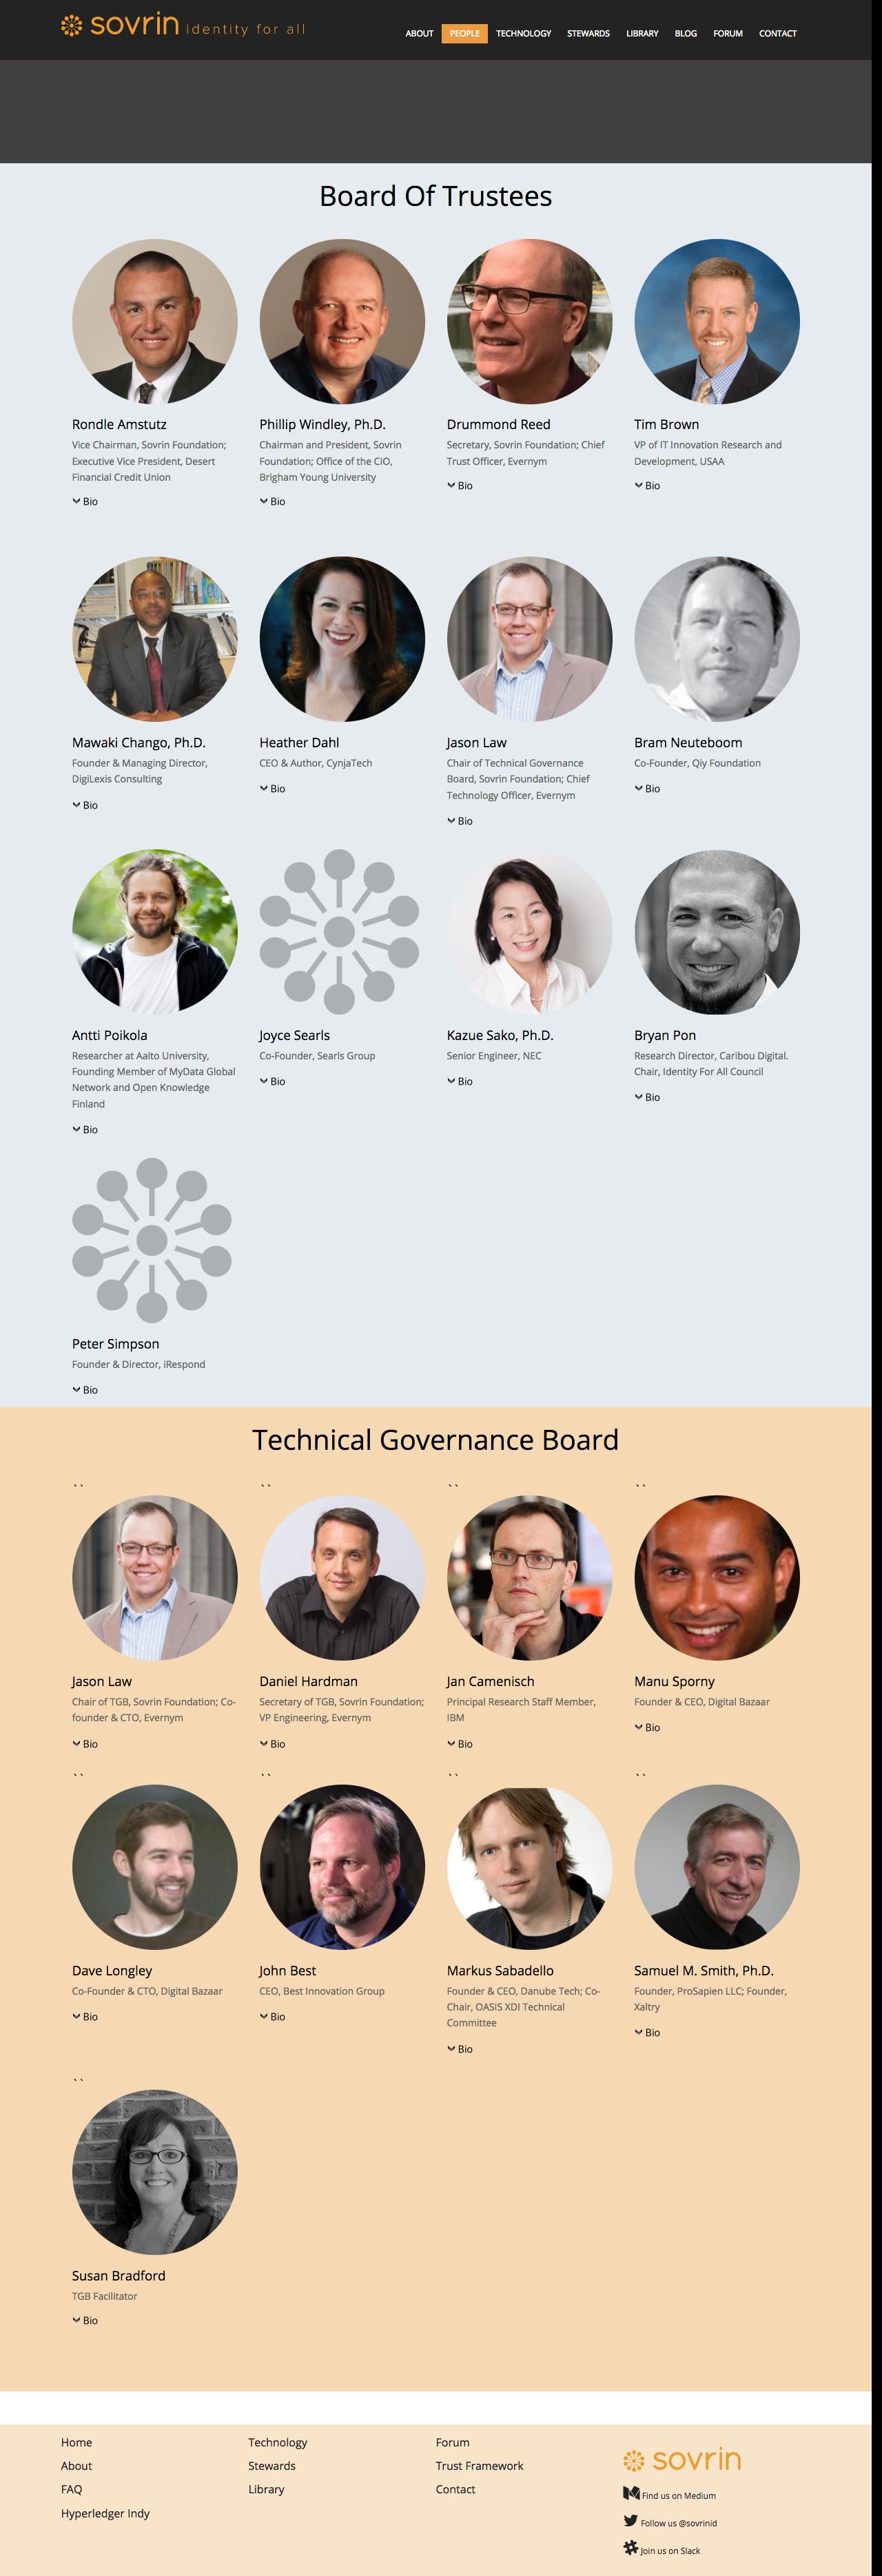 sovrin identity for all
ABOUT PEOPLE TECHNOLOGY STEWARDS LIBRARY BLOG FORUM CONTACT
Board Of Trustees
Rondle Amstutz
Vice Chairman, Sovrin Foundation;
Executive Vice President, Desert
Financial Credit Union
Bio
Phillip Windley, Ph.D.
Chairman and President, Sovrin
Foundation; Office of the CIO,
Brigham Young University
Bio
Drummond Reed
Secretary, Sovrin Foundation; Chief
Trust Officer, Evernym
Bio
Tim Brown
VP of IT Innovation Research and
Development, USAA
Bio
Mawaki Chango, Ph.D.
Founder & Managing Director,
DigiLexis Consulting
Bio
Heather Dahl
CEO & Author, CynjaTech
Bio
Jason Law
Chair of Technical Governance
Board, Sovrin Foundation; Chief
Technology Officer, Evernym
Bio
Bram Neuteboom
Co-Founder, Qiy Foundation
Bio
Antti Poikola
Researcher at Aalto University,
Founding Member of MyData Global
Network and Open Knowledge
Finland
Bio
Joyce Searls
Co-Founder, Searls Group
Bio
Kazue Sako, Ph.D.
Senior Engineer, NEC
Bio
Bryan Pon
Research Director, Caribou Digital.
Chair, Identity For All Council
Bio
Peter Simpson
Founder & Director, iRespond
Bio
Technical Governance Board
``
Jason Law
Chair of TGB, Sovrin Foundation; Co-
founder & CTO, Evernym
Bio
``
Daniel Hardman
Secretary of TGB, Sovrin Foundation;
VP Engineering, Evernym
Bio
``
Jan Camenisch
Principal Research Staff Member,
IBM
Bio
``
Manu Sporny
Founder & CEO, Digital Bazaar
Bio
``
Dave Longley
Co-Founder & CTO, Digital Bazaar
Bio
``
John Best
CEO, Best Innovation Group
Bio
``
Markus Sabadello
Founder & CEO, Danube Tech; Co-
Chair, OASIS XDI Technical
Committee
Bio
``
Samuel M. Smith, Ph.D.
Founder, ProSapien LLC; Founder,
Xaltry
Bio
``
Susan Bradford
TGB Facilitator
Bio
Home
About
FAQ
Hyperledger Indy
Technology
Stewards
Library
Forum
Trust Framework
Contact
sovrin
Find us on Medium
Follow us @sovrinid
Join us on Slack